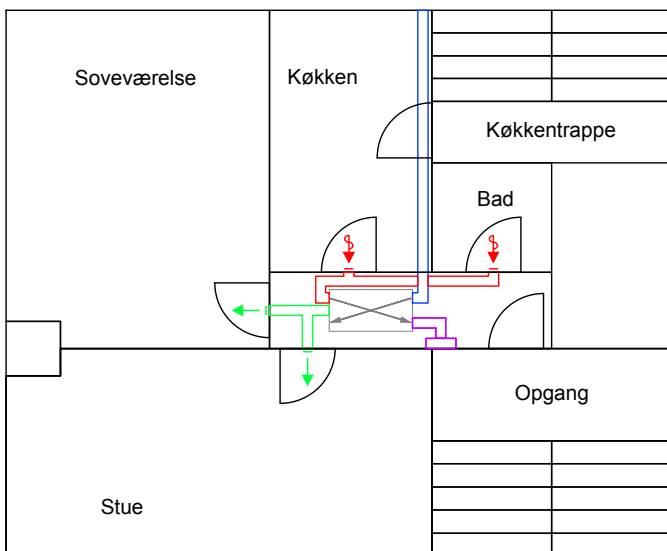 Soveværelse
Køkken
Køkkentrappe
Bad
Opgang
Stue